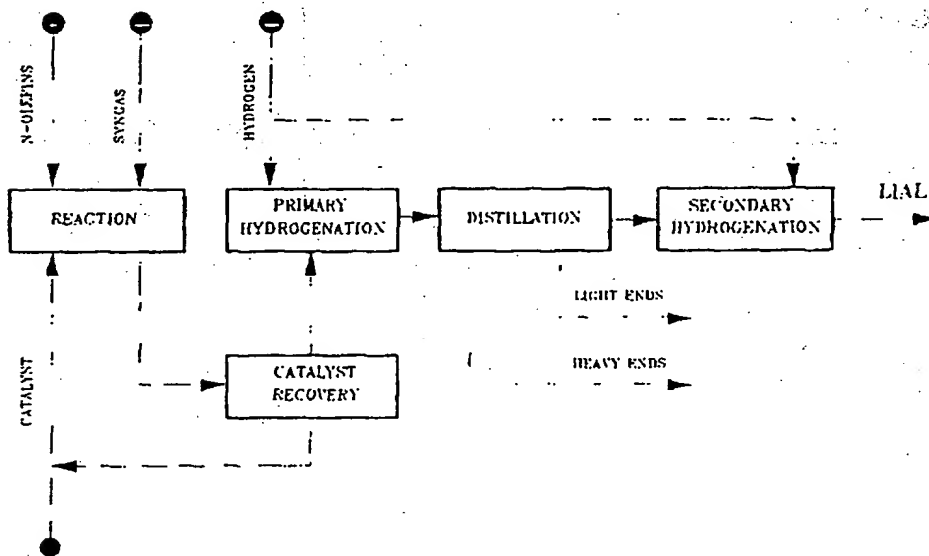 N-OLEFINS
SYNGAS
HYDROGEN
REACTION
PRIMARY
HYDROGENATION
DISTILLATION
SECONDARY
HYDROGENATION
LIAL
LIGHT ENDS
HEAVY ENDS
CATALYST
CATALYST
RECOVERY